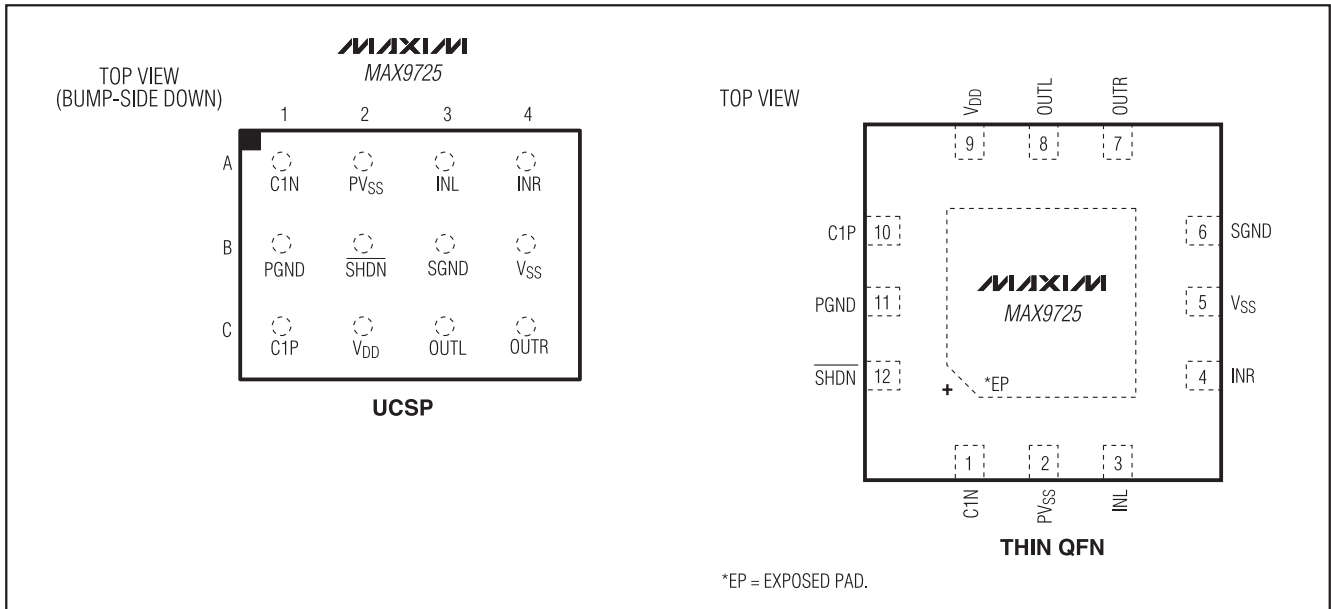 MAXIM
MAX9725
TOP VIEW
(BUMP-SIDE DOWN)
1 2 3 4
A
C1N PVSS INL INR
B
PGND S̅H̅D̅N̅ SGND VSS
C
C1P VDD OUTL OUTR
UCSP
TOP VIEW
VDD OUTL OUTR
9 8 7
C1P 10
6 SGND
PGND 11
5 VSS
S̅H̅D̅N̅ 12
4 INR
MAXIM
MAX9725
+ *EP
1 2 3
C1N PVSS INL
THIN QFN
*EP = EXPOSED PAD.